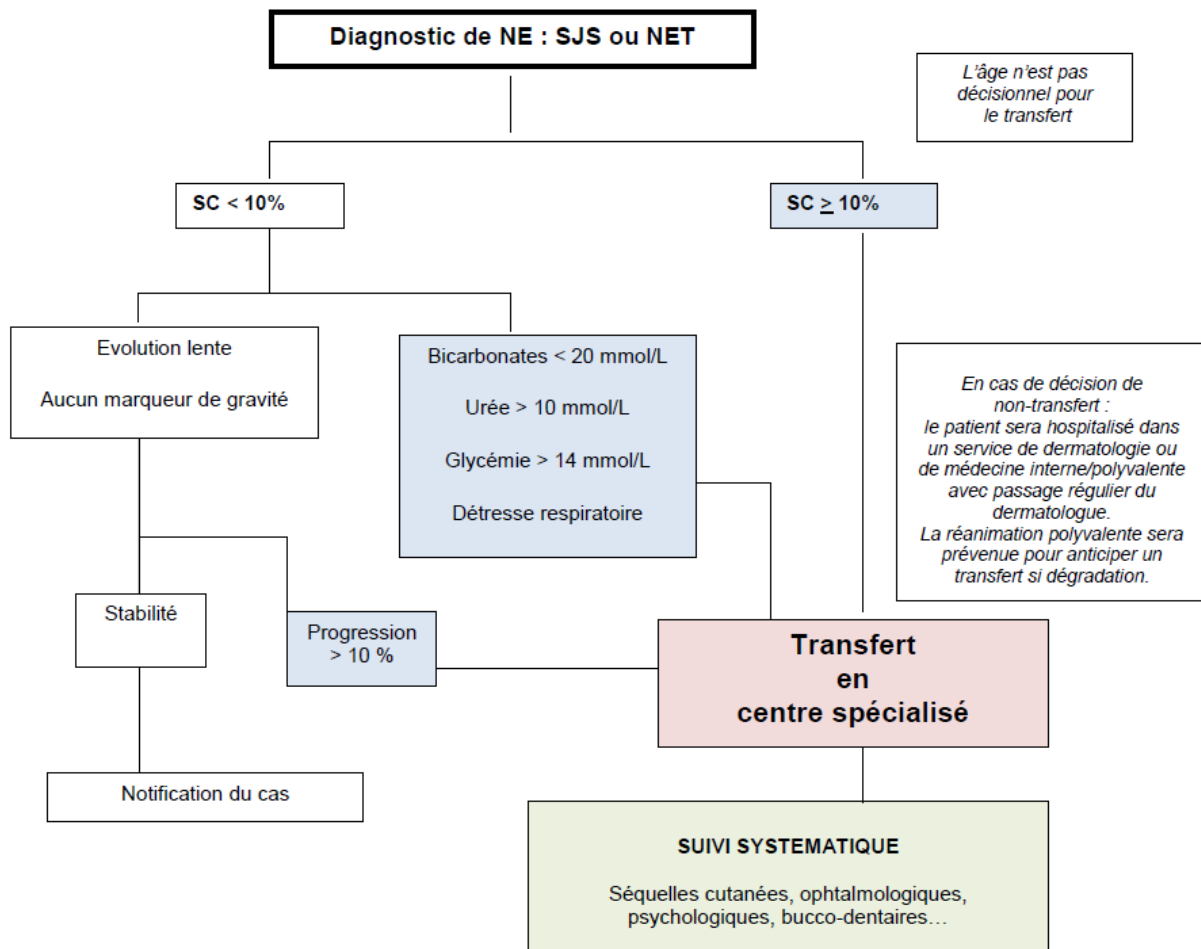 Diagnostic de NE : SJS ou NET
L'âge n'est pas
décisionnel pour
le transfert
SC < 10%
SC ≥ 10%
Evolution lente
Aucun marqueur de gravité
Bicarbonates < 20 mmol/L
Urée > 10 mmol/L
Glycémie > 14 mmol/L
Détresse respiratoire
En cas de décision de
non-transfert :
le patient sera hospitalisé dans
un service de dermatologie ou
de médecine interne/polyvalente
avec passage régulier du
dermatologue.
La réanimation polyvalente sera
prévenue pour anticiper un
transfert si dégradation.
Stabilité
Progression
> 10 %
Transfert
en
centre spécialisé
Notification du cas
SUIVI SYSTEMATIQUE
Séquelles cutanées, ophtalmologiques,
psychologiques, bucco-dentaires…